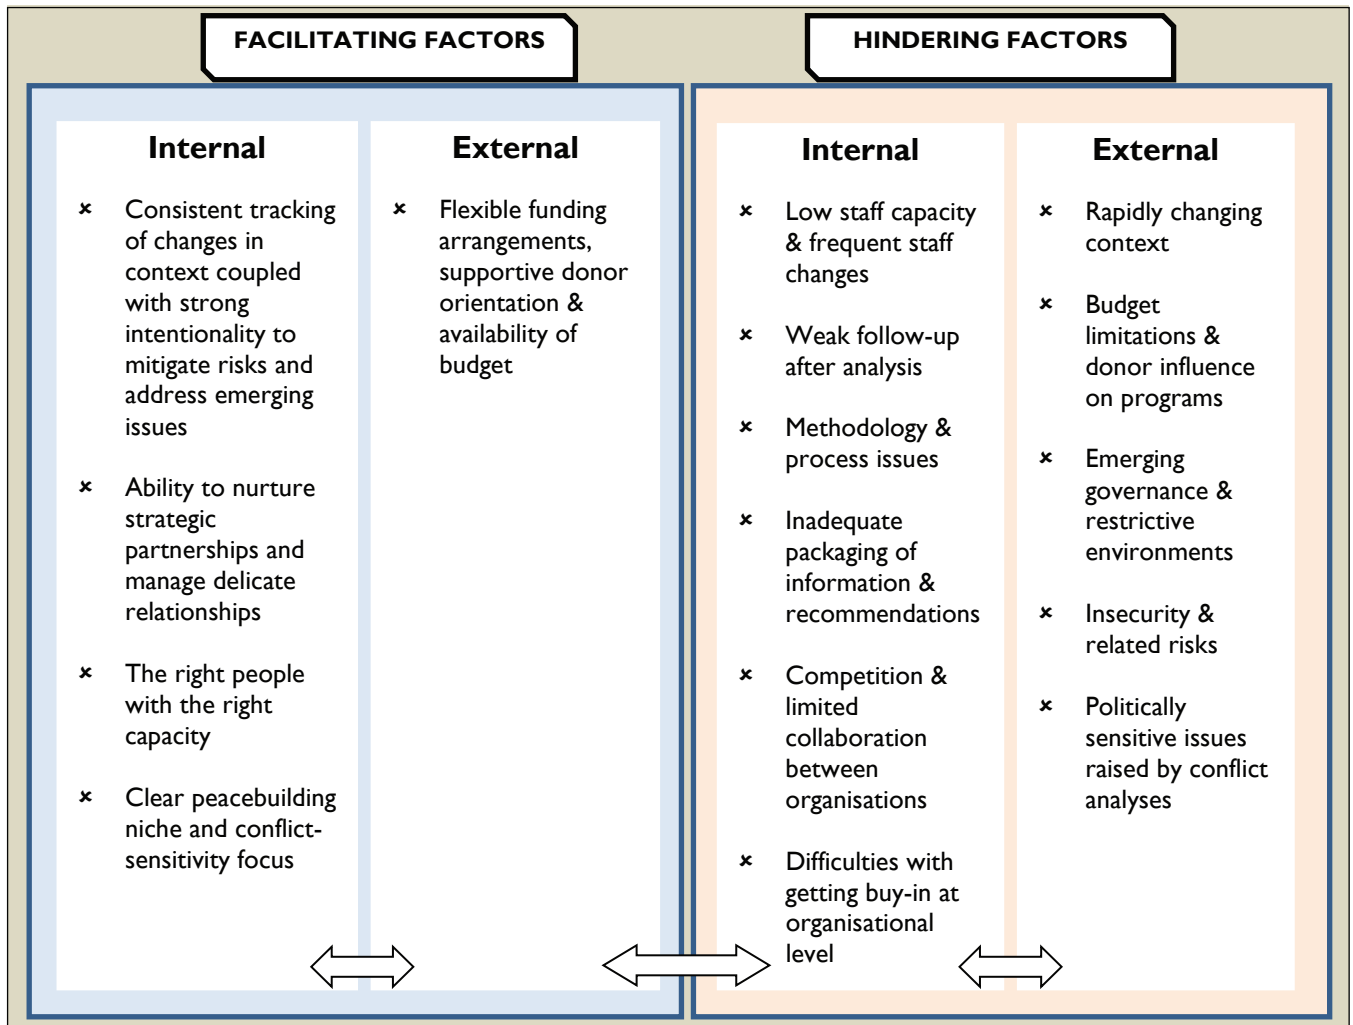 FACILITATING FACTORS
HINDERING FACTORS
Internal
× Consistent tracking
of changes in
context coupled
with strong
intentionality to
mitigate risks and
address emerging
issues
× Ability to nurture
strategic
partnerships and
manage delicate
relationships
× The right people
with the right
capacity
× Clear peacebuilding
niche and conflict-
sensitivity focus
External
× Flexible funding
arrangements,
supportive donor
orientation &
availability of
budget
Internal
× Low staff capacity
& frequent staff
changes
× Weak follow-up
after analysis
× Methodology &
process issues
× Inadequate
packaging of
information &
recommendations
× Competition &
limited
collaboration
between
organisations
× Difficulties with
getting buy-in at
organisational
level
External
× Rapidly changing
context
× Budget
limitations &
donor influence
on programs
× Emerging
governance &
restrictive
environments
× Insecurity &
related risks
× Politically
sensitive issues
raised by conflict
analyses